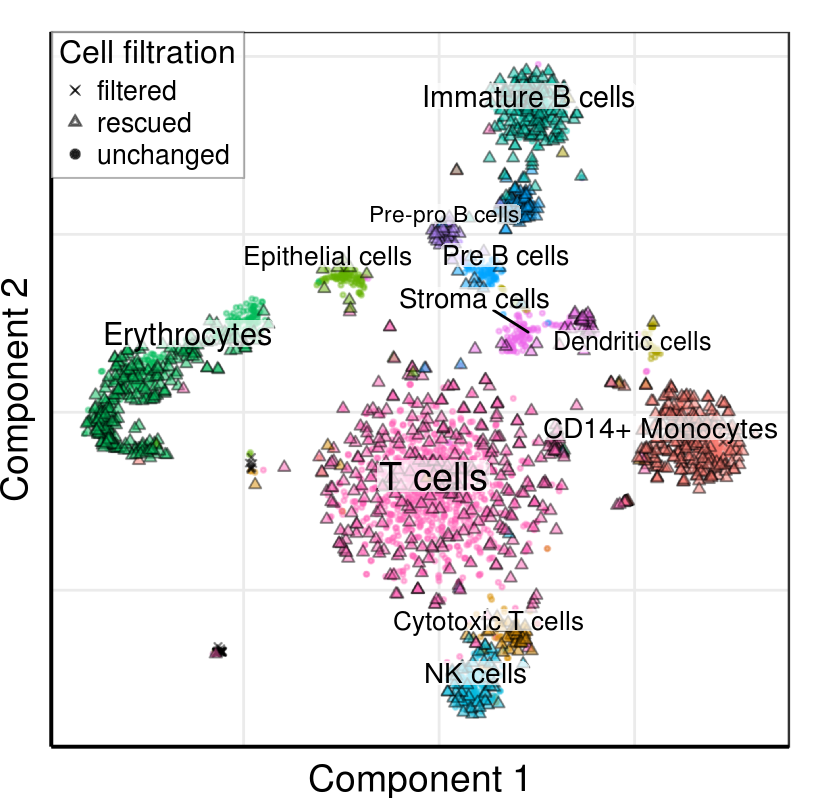 Cell filtration
filtered
rescued
unchanged
Immature B cells
Pre-pro B cells
Epithelial cells
Pre B cells
Stroma cells
Erythrocytes
Dendritic cells
CD14+ Monocytes
T cells
Cytotoxic T cells
NK cells
Component 2
Component 1